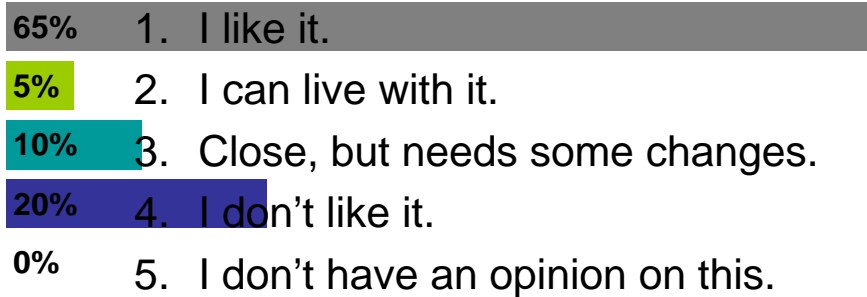 65% 1. I like it.
5% 2. I can live with it.
10% 3. Close, but needs some changes.
20% 4. I don't like it.
0% 5. I don't have an opinion on this.